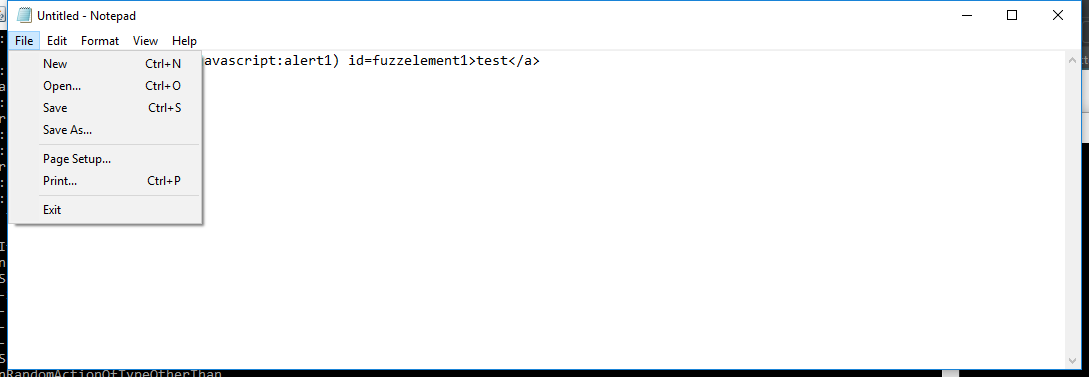 Untitled - Notepad
File Edit Format View Help
avascript:alert1) id=fuzzelement1>test</a>
New Ctrl+N
Open... Ctrl+O
Save Ctrl+S
Save As...
Page Setup...
Print... Ctrl+P
Exit
nRandomActionOfTypeOtherThan